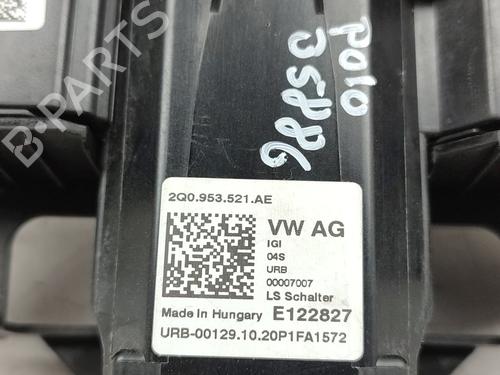 POLO
2Q0.953.521.AE
VW AG
IGI
04S
URB
00007007
LS Schalter
Made in Hungary E122827
URB-00129.10.20P1FA1572
B-PARTS